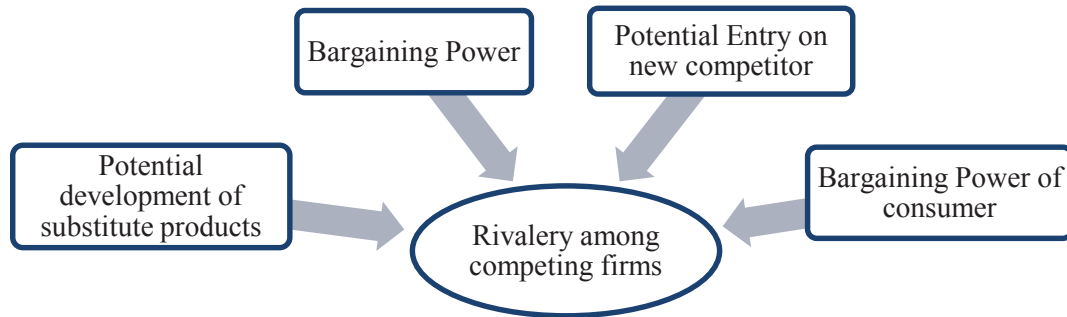 Bargaining Power
Potential Entry on
new competitor
Potential
development of
substitute products
Bargaining Power of
consumer
Rivalery among
competing firms